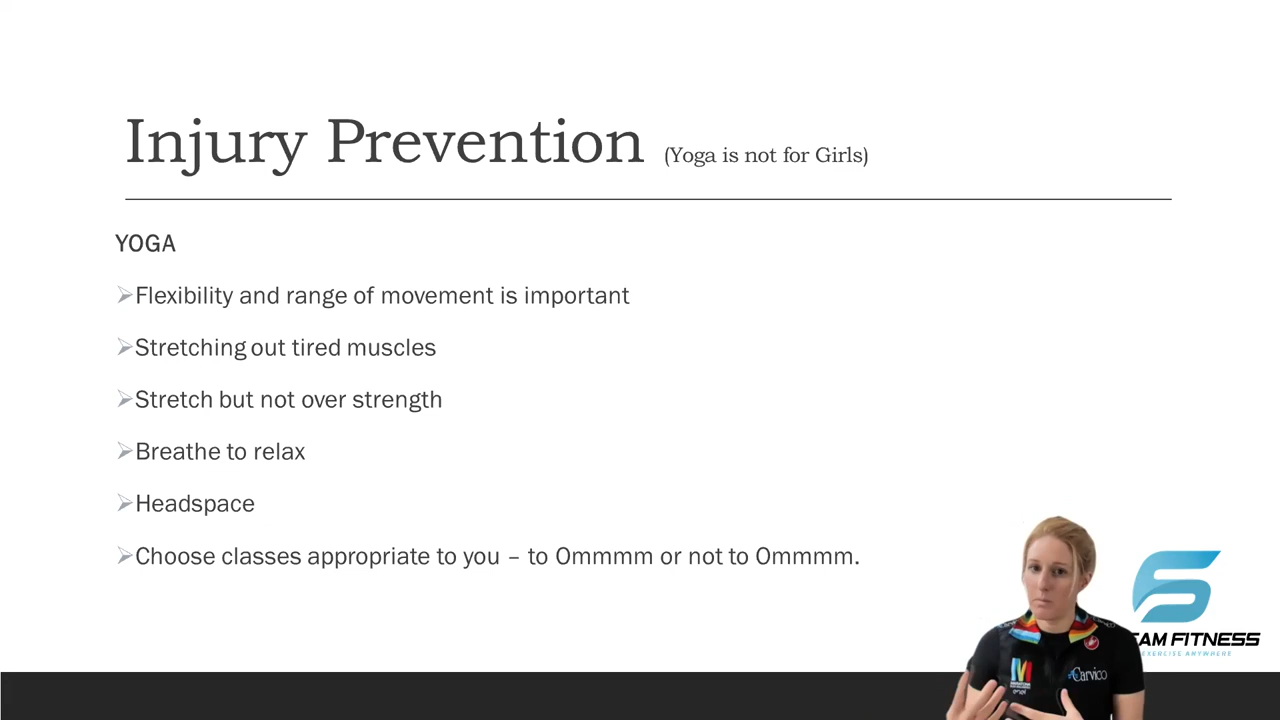 Injury Prevention (Yoga is not for Girls)
YOGA
Flexibility and range of movement is important
Stretching out tired muscles
Stretch but not over strength
Breathe to relax
Headspace
Choose classes appropriate to you – to Ommmm or not to Ommmm.
FITNESS
EXERCISE ANYWHERE
Carvico
enel